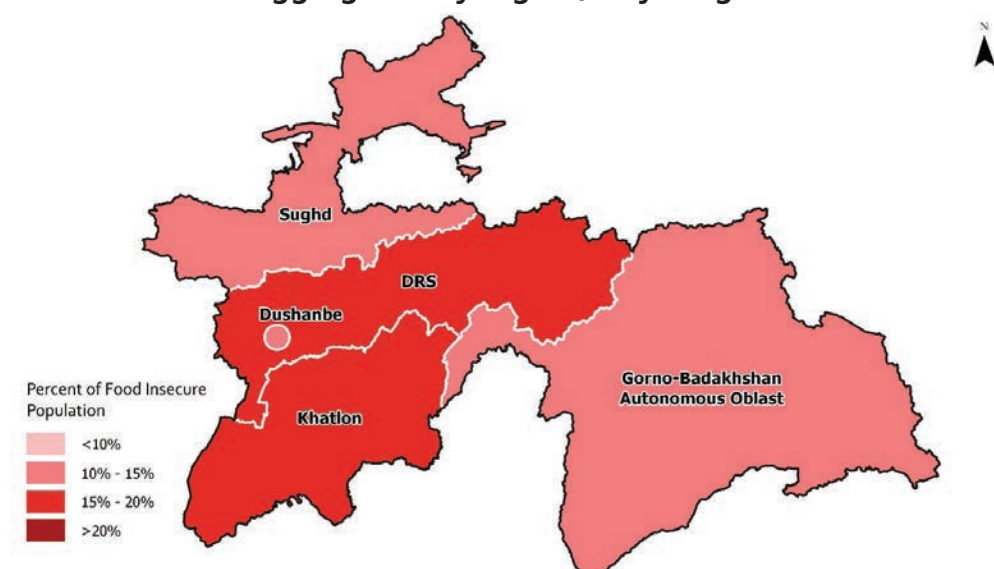 N
Sughd
DRS
Dushanbe
Gorno-Badakhshan
Autonomous Oblast
Khatlon
Percent of Food Insecure
Population
<10%
10% - 15%
15% - 20%
>20%